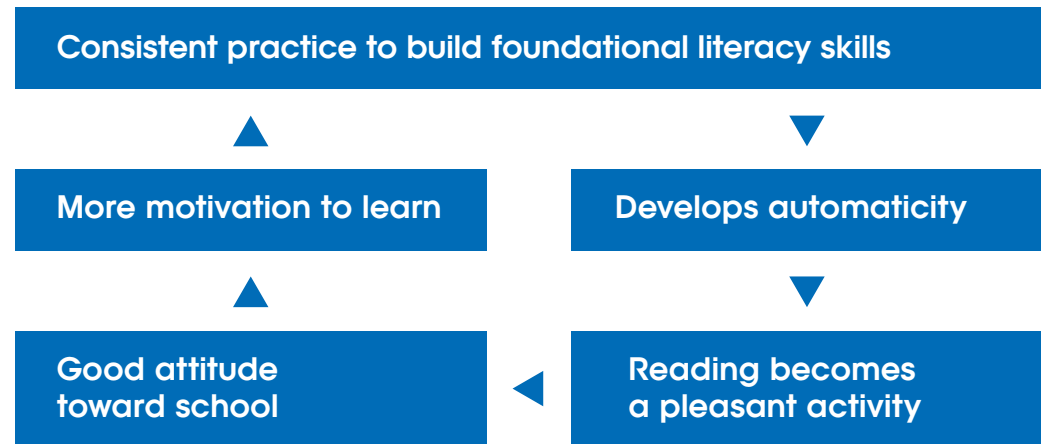 Consistent practice to build foundational literacy skills
More motivation to learn
Develops automaticity
Good attitude
toward school
Reading becomes
a pleasant activity